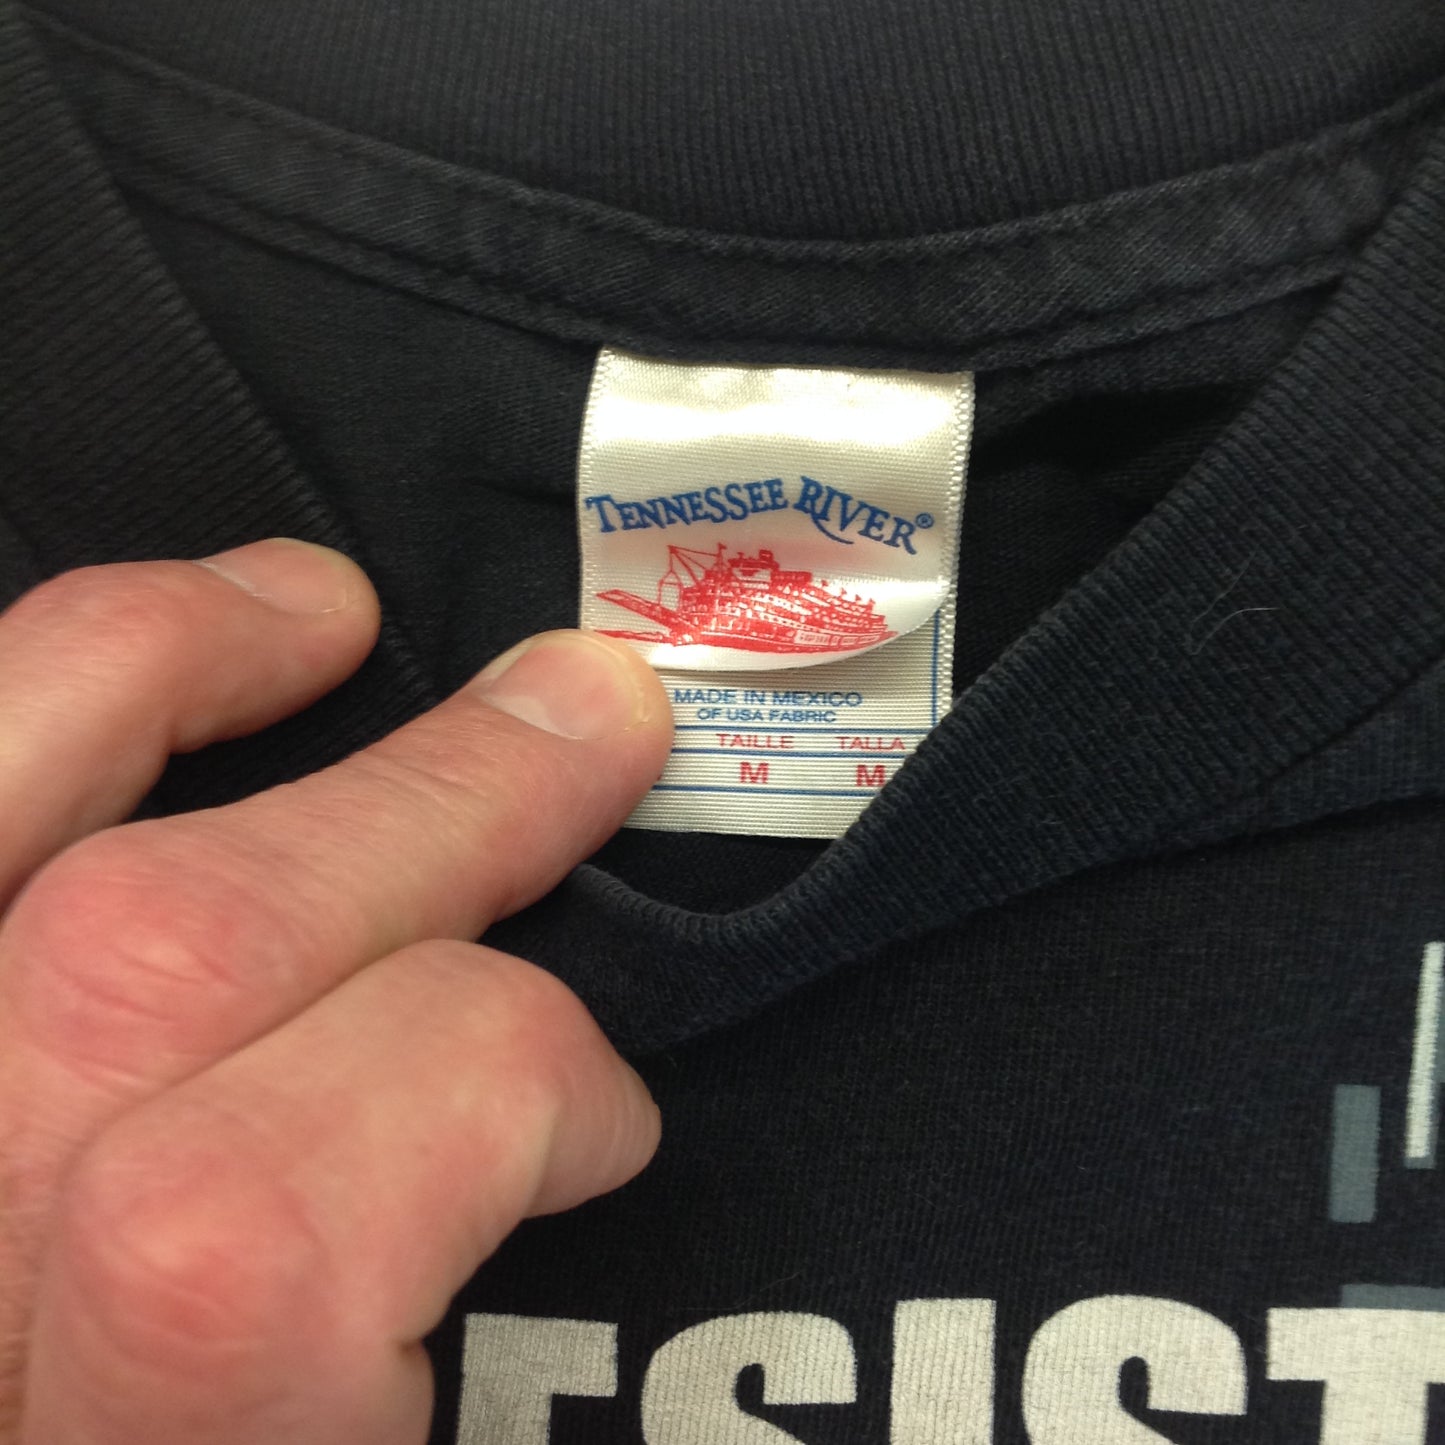 TENNESSEE RIVER®
MADE IN MEXICO
OF USA FABRIC
TAILLE TALLA
M M
ESIST